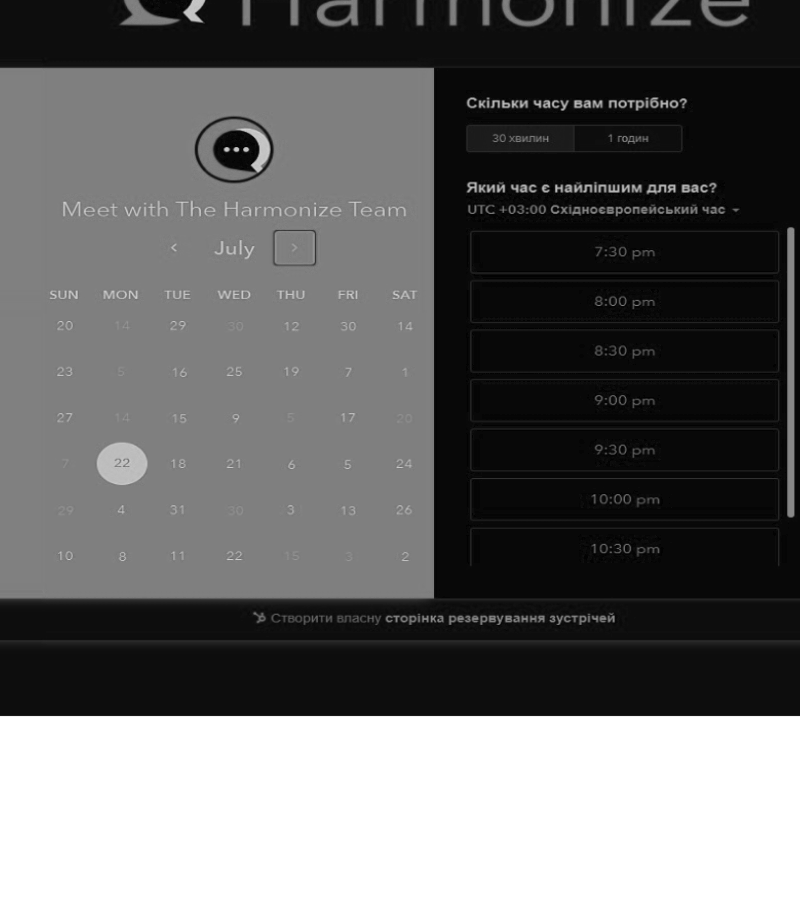 Harmonize
Meet with The Harmonize Team
July
SUN MON TUE WED THU FRI SAT
20 14 29 30 12 30 14
23 5 16 25 19 7 1
27 14 15 9 5 17 20
7 22 18 21 6 5 24
29 4 31 30 3 13 26
10 8 11 22 15 3 2
Скільки часу вам потрібно?
30 хвилин 1 годин
Який час є найліпшим для вас?
UTC +03:00 Східноєвропейський час
7:30 pm
8:00 pm
8:30 pm
9:00 pm
9:30 pm
10:00 pm
10:30 pm
Створити власну сторінка резервування зустрічей